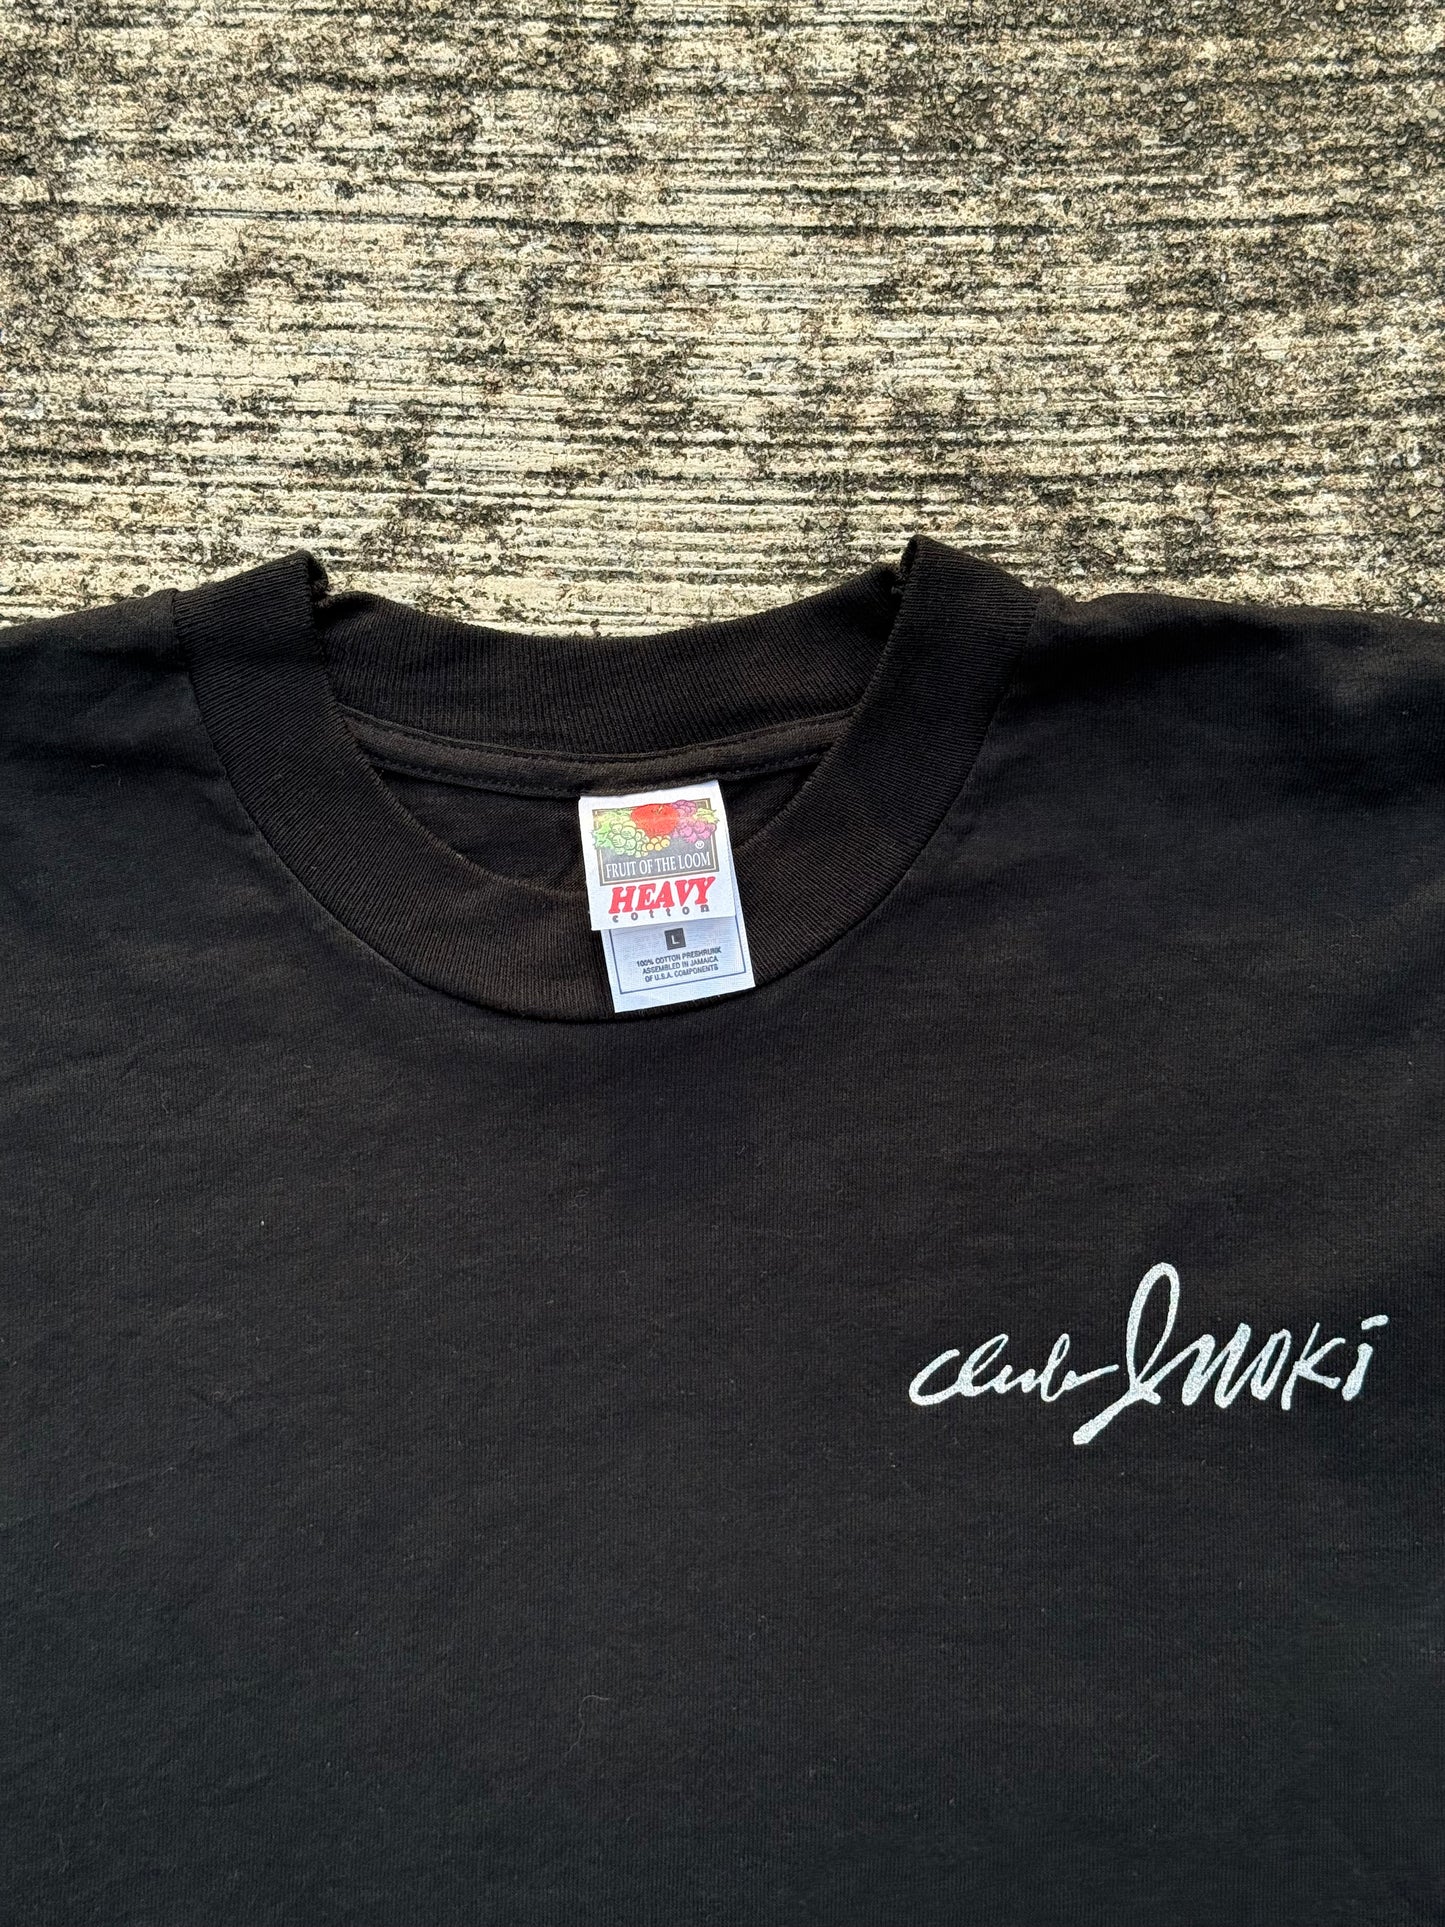 FRUIT OF THE LOOM
®
HEAVY
cotton
L
100% COTTON PRESHRUNK
ASSEMBLED IN JAMAICA
OF U.S.A. COMPONENTS
club Inoki